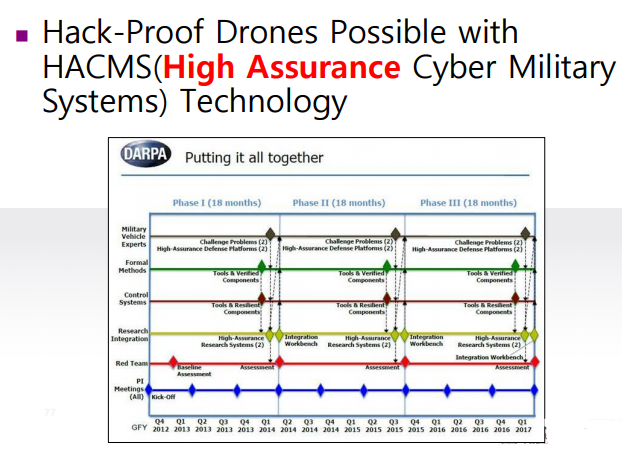 Hack-Proof Drones Possible with
HACMS(High Assurance Cyber Military
Systems) Technology
DARPA
Putting it all together
Phase I (18 months)
Phase II (18 months)
Phase III (18 months)
Military
Vehicle
Experts
Challenge Problems (2)
High-Assurance Defense Platforms (2)
Challenge Problems (2)
High-Assurance Defense Platforms (2)
Challenge Problems (2)
High-Assurance Defense Platforms (2)
Formal
Methods
Tools & Verified
Components
Tools & Verified
Components
Tools & Verified
Components
Control
Systems
Tools & Resilient
Components
Tools & Resilient
Components
Tools & Resilient
Components
Research
Integration
High-Assurance
Research Systems (2)
Integration
Workbench
High-Assurance
Research Systems (2)
Integration
Workbench
High-Assurance
Research Systems (2)
Integration Workbench
Red Team
Baseline
Assessment
Assessment
Assessment
Assessment
PI
Meetings
(All)
Kick-Off
GFY
Q4 Q1 Q2 Q3 Q4 Q1 Q2 Q3 Q4 Q1 Q2 Q3 Q4 Q1 Q2 Q3 Q4 Q1
2012 2013 2013 2013 2013 2014 2014 2014 2014 2015 2015 2015 2015 2016 2016 2016 2016 2017
77